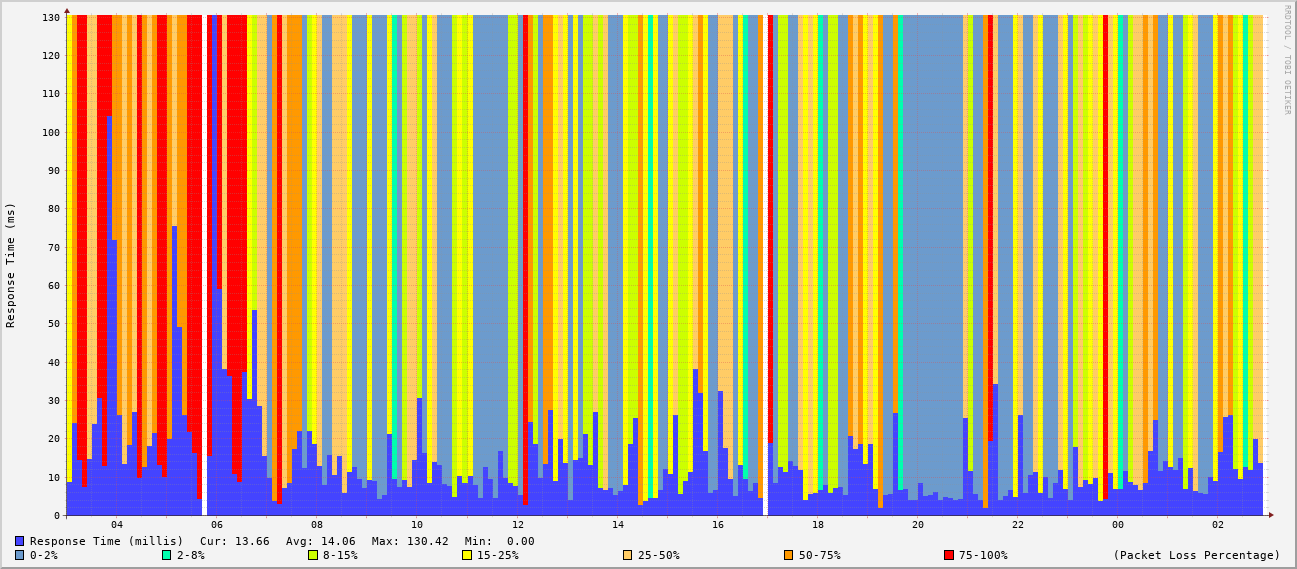 RRDTOOL / TOBI OETIKER
Response Time (ms)
130
120
110
100
90
80
70
60
50
40
30
20
10
0
04 06 08 10 12 14 16 18 20 22 00 02
Response Time (millis) Cur: 13.66 Avg: 14.06 Max: 130.42 Min: 0.00
0-2% 2-8% 8-15% 15-25% 25-50% 50-75% 75-100% (Packet Loss Percentage)